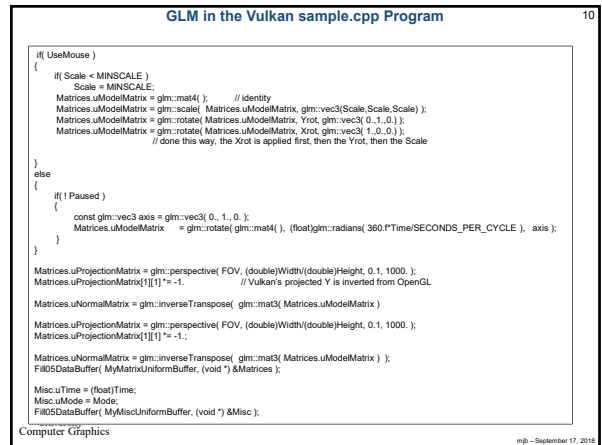 GLM in the Vulkan sample.cpp Program
10
if( UseMouse )
{
if( Scale < MINSCALE )
Scale = MINSCALE;
Matrices.uModelMatrix = glm::mat4( ); // identity
Matrices.uModelMatrix = glm::scale( Matrices.uModelMatrix, glm::vec3(Scale,Scale,Scale) );
Matrices.uModelMatrix = glm::rotate( Matrices.uModelMatrix, Yrot, glm::vec3( 0.,1.,0.) );
Matrices.uModelMatrix = glm::rotate( Matrices.uModelMatrix, Xrot, glm::vec3( 1.,0.,0.) );
// done this way, the Xrot is applied first, then the Yrot, then the Scale
}
else
{
if( ! Paused )
{
const glm::vec3 axis = glm::vec3( 0., 1., 0. );
Matrices.uModelMatrix = glm::rotate( glm::mat4( ), (float)glm::radians( 360.f*Time/SECONDS_PER_CYCLE ), axis );
}
}
Matrices.uProjectionMatrix = glm::perspective( FOV, (double)Width/(double)Height, 0.1, 1000. );
Matrices.uProjectionMatrix[1][1] *= -1. // Vulkan's projected Y is inverted from OpenGL
Matrices.uNormalMatrix = glm::inverseTranspose( glm::mat3( Matrices.uModelMatrix )
Matrices.uProjectionMatrix = glm::perspective( FOV, (double)Width/(double)Height, 0.1, 1000. );
Matrices.uProjectionMatrix[1][1] *= -1.;
Matrices.uNormalMatrix = glm::inverseTranspose( glm::mat3( Matrices.uModelMatrix ) );
Fill05DataBuffer( MyMatrixUniformBuffer, (void *) &Matrices );
Misc.uTime = (float)Time;
Misc.uMode = Mode;
Fill05DataBuffer( MyMiscUniformBuffer, (void *) &Misc );
Computer Graphics
mjb – September 17, 2018